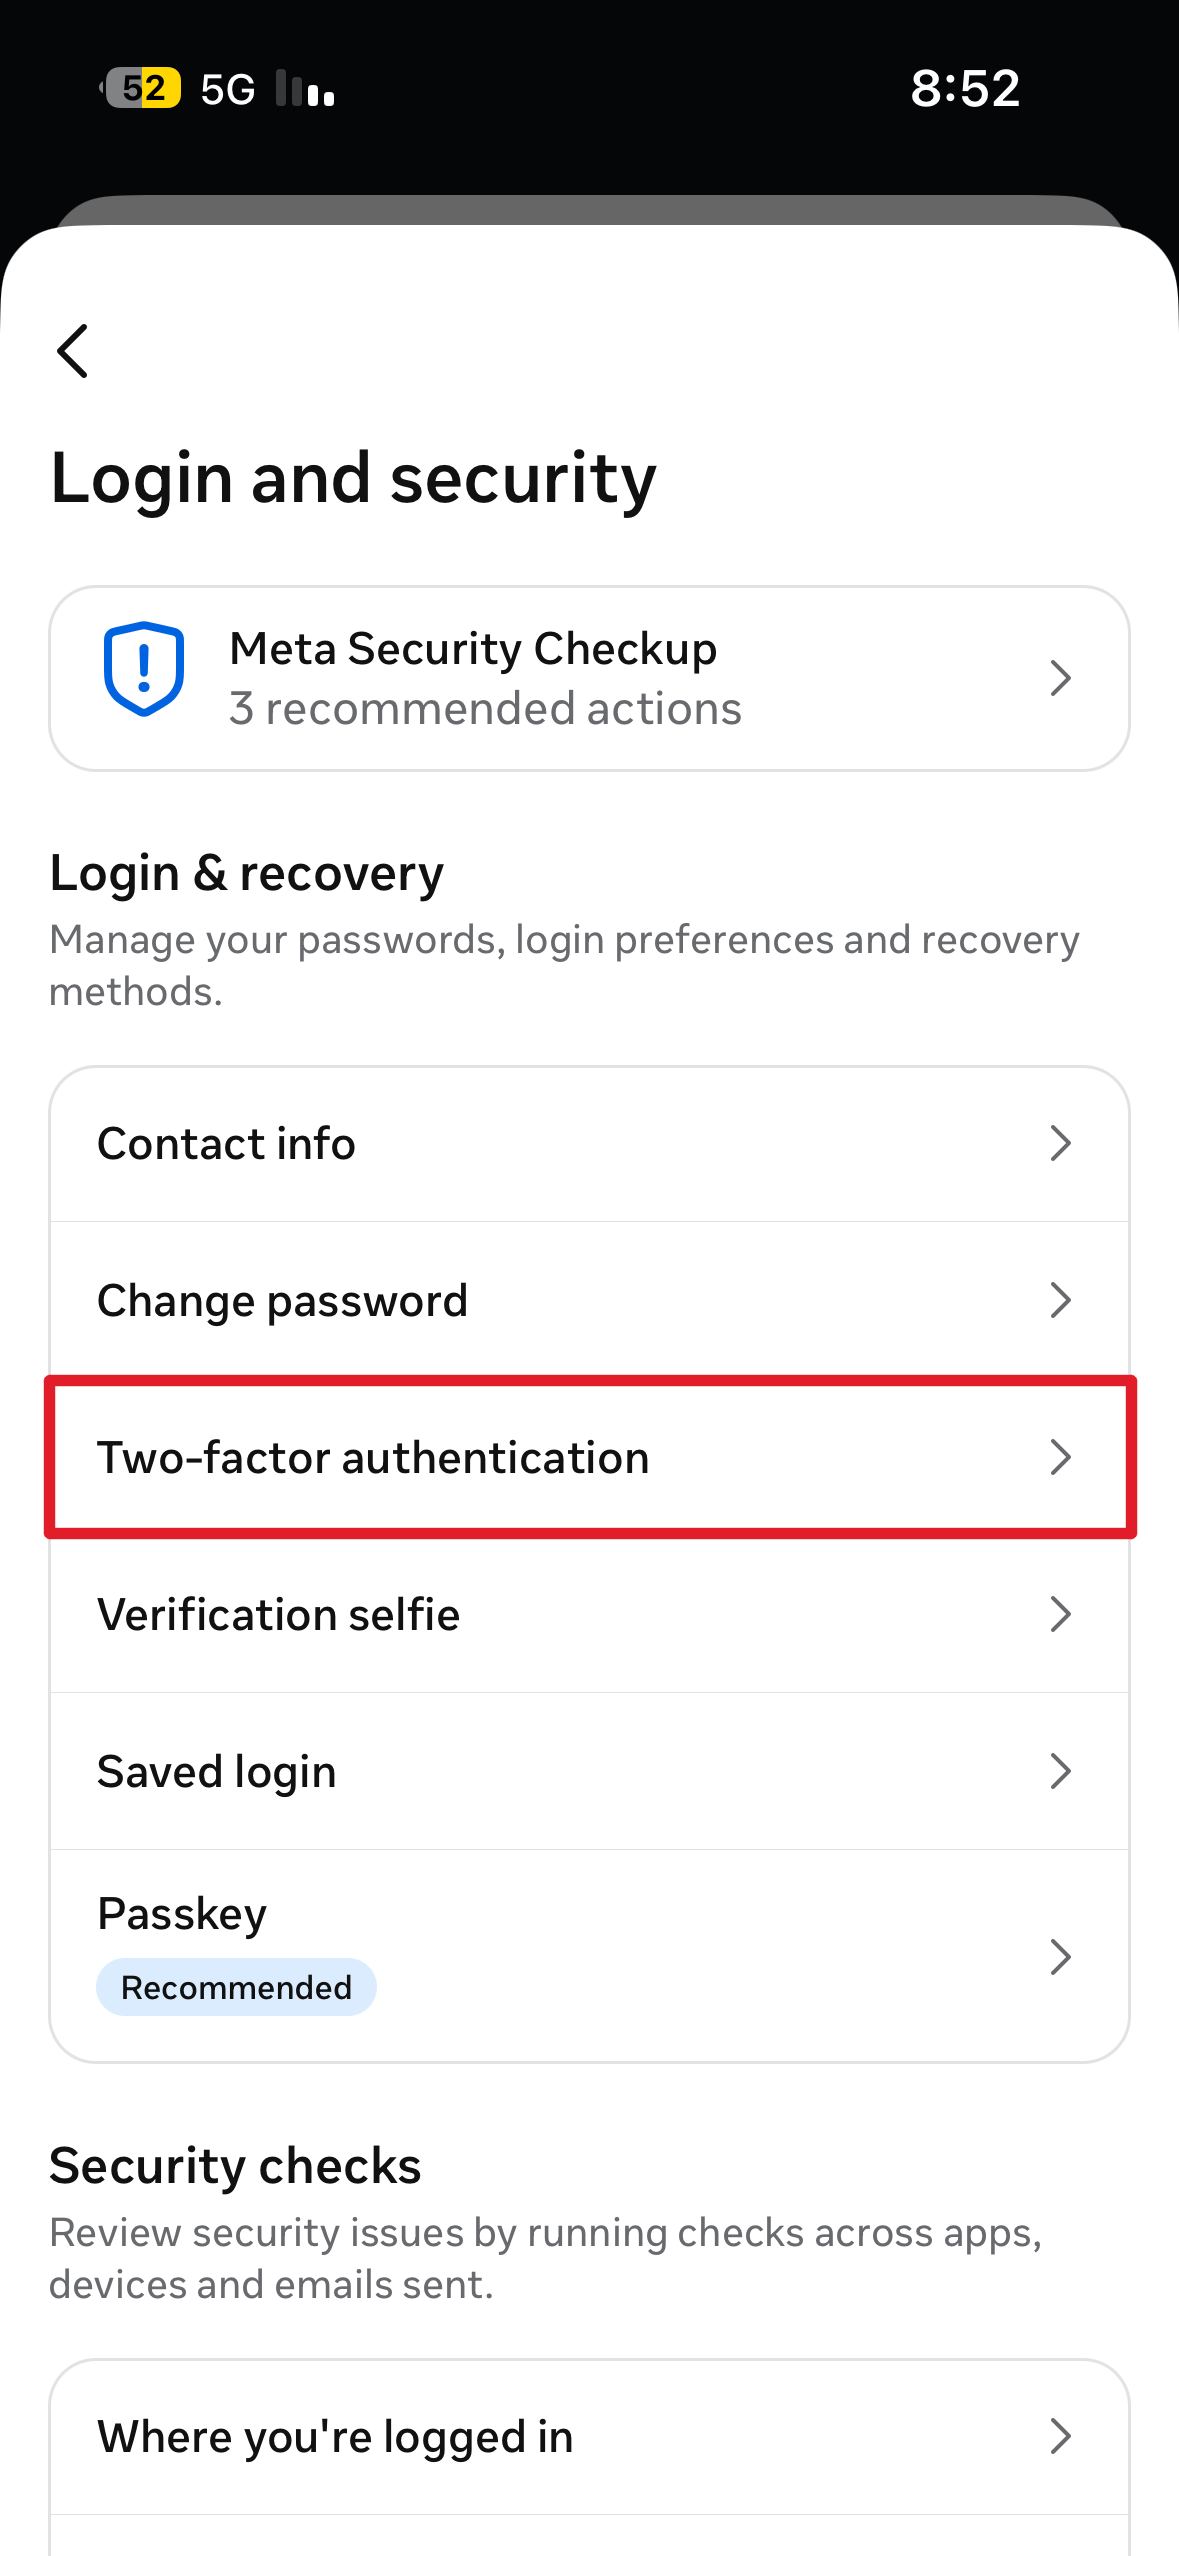 52 5G 8:52
Login and security
Meta Security Checkup
3 recommended actions
Login & recovery
Manage your passwords, login preferences and recovery
methods.
Contact info
Change password
Two-factor authentication
Verification selfie
Saved login
Passkey
Recommended
Security checks
Review security issues by running checks across apps,
devices and emails sent.
Where you're logged in